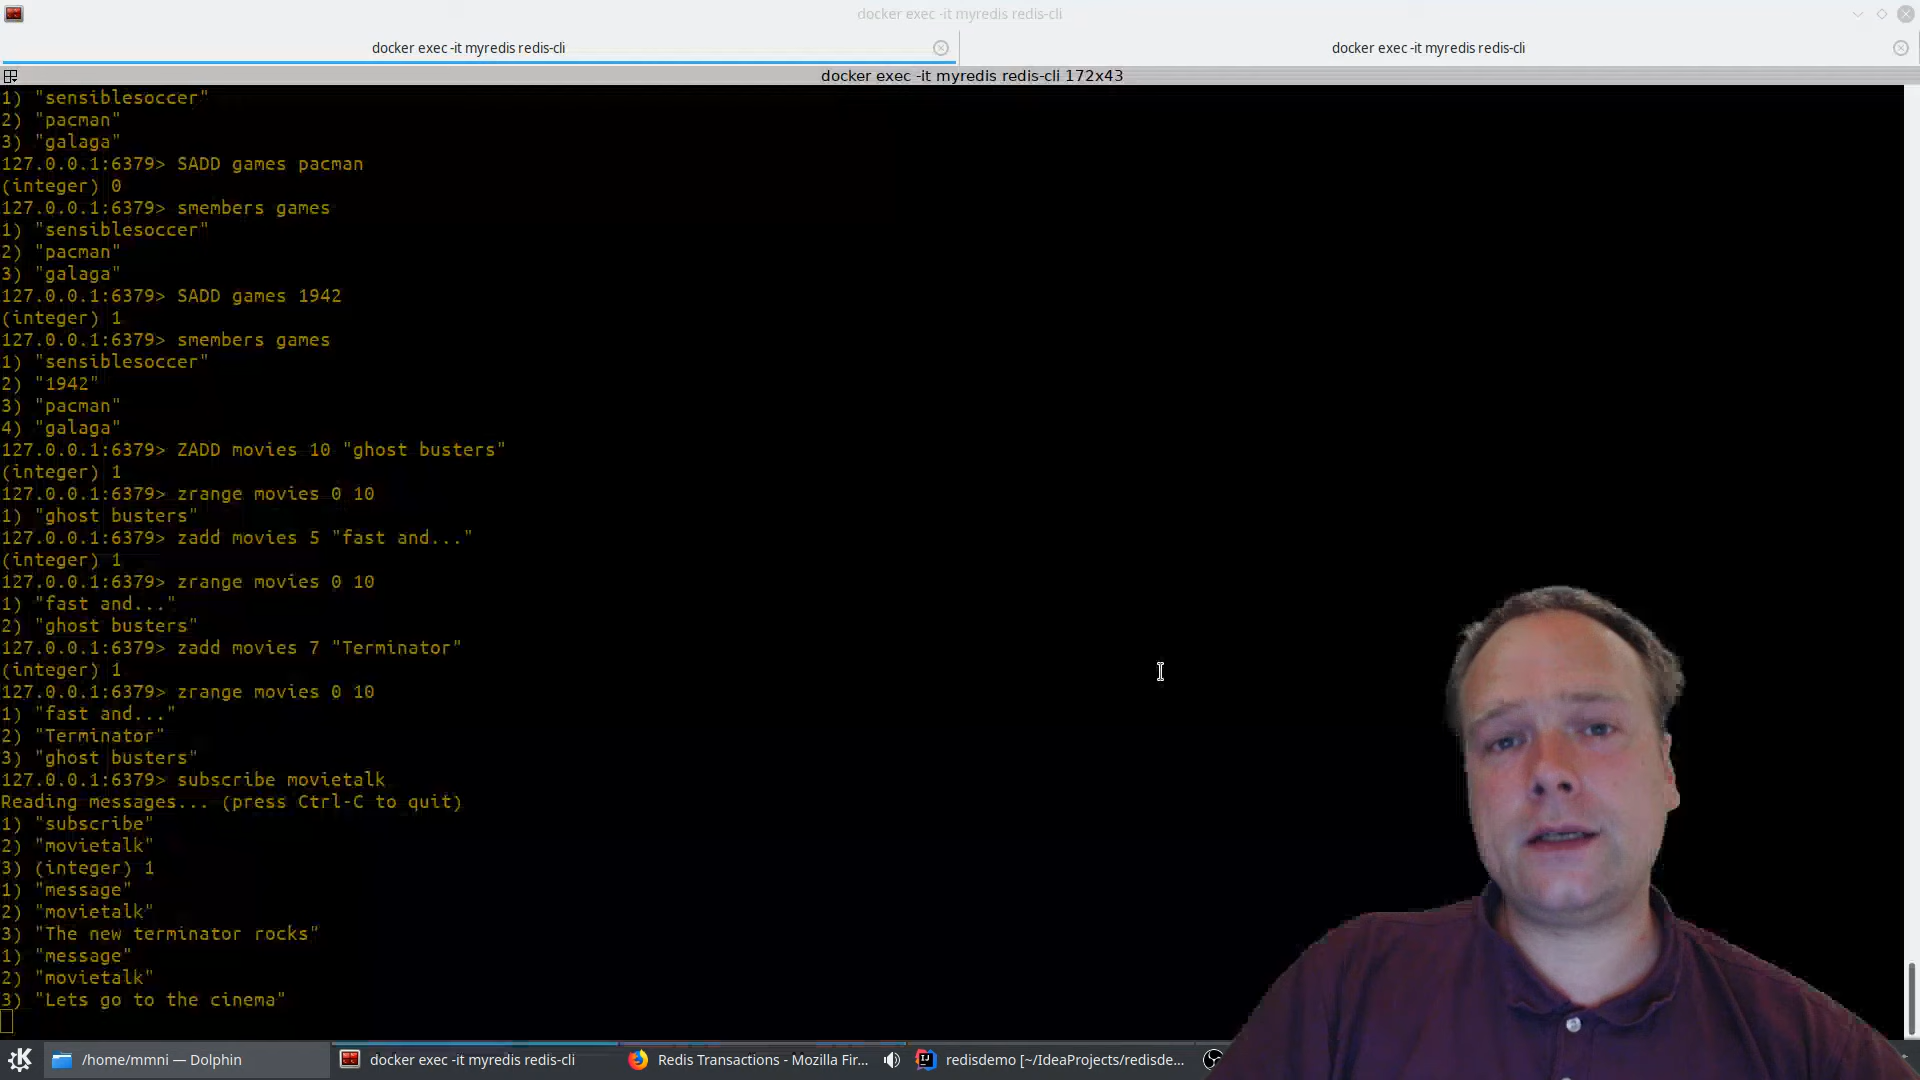 docker exec -it myredis redis-cli
docker exec -it myredis redis-cli
docker exec -it myredis redis-cli
docker exec -it myredis redis-cli 172x43
1) "sensiblesoccer"
2) "pacman"
3) "galaga"
127.0.0.1:6379> SADD games pacman
(integer) 0
127.0.0.1:6379> smembers games
1) "sensiblesoccer"
2) "pacman"
3) "galaga"
127.0.0.1:6379> SADD games 1942
(integer) 1
127.0.0.1:6379> smembers games
1) "sensiblesoccer"
2) "1942"
3) "pacman"
4) "galaga"
127.0.0.1:6379> ZADD movies 10 "ghost busters"
(integer) 1
127.0.0.1:6379> zrange movies 0 10
1) "ghost busters"
127.0.0.1:6379> zadd movies 5 "fast and..."
(integer) 1
127.0.0.1:6379> zrange movies 0 10
1) "fast and..."
2) "ghost busters"
127.0.0.1:6379> zadd movies 7 "Terminator"
(integer) 1
127.0.0.1:6379> zrange movies 0 10
1) "fast and..."
2) "Terminator"
3) "ghost busters"
127.0.0.1:6379> subscribe movietalk
Reading messages... (press Ctrl-C to quit)
1) "subscribe"
2) "movietalk"
3) (integer) 1
1) "message"
2) "movietalk"
3) "The new terminator rocks"
1) "message"
2) "movietalk"
3) "Lets go to the cinema"
/home/mmni — Dolphin
docker exec -it myredis redis-cli
Redis Transactions - Mozilla Fir...
redisdemo [~/IdeaProjects/redisde...